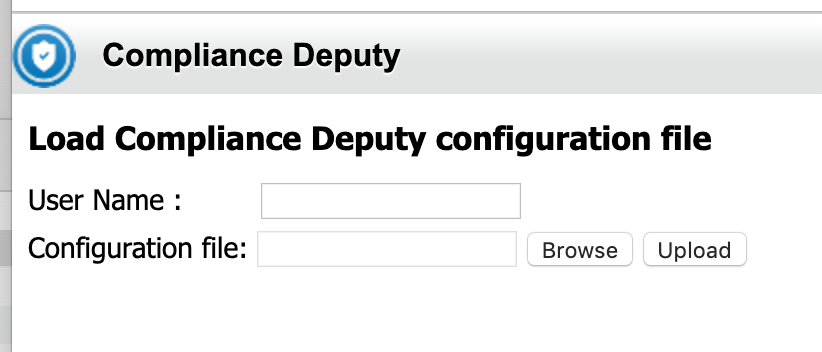 Compliance Deputy
Load Compliance Deputy configuration file
User Name :
Configuration file: Browse Upload